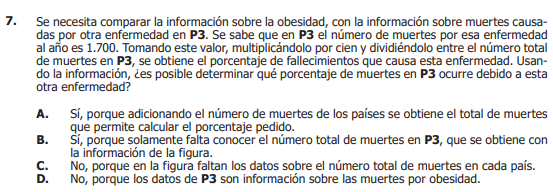 7. Se necesita comparar la información sobre la obesidad, con la información sobre muertes causa-
das por otra enfermedad en P3. Se sabe que en P3 el número de muertes por esa enfermedad
al año es 1.700. Tomando este valor, multiplicándolo por cien y dividiéndolo entre el número total
de muertes en P3, se obtiene el porcentaje de fallecimientos que causa esta enfermedad. Usan-
do la información, ¿es posible determinar qué porcentaje de muertes en P3 ocurre debido a esta
otra enfermedad?
A. Sí, porque adicionando el número de muertes de los países se obtiene el total de muertes
que permite calcular el porcentaje pedido.
B. Sí, porque solamente falta conocer el número total de muertes en P3, que se obtiene con
la información de la figura.
C. No, porque en la figura faltan los datos sobre el número total de muertes en cada país.
D. No, porque los datos de P3 son información sobre las muertes por obesidad.